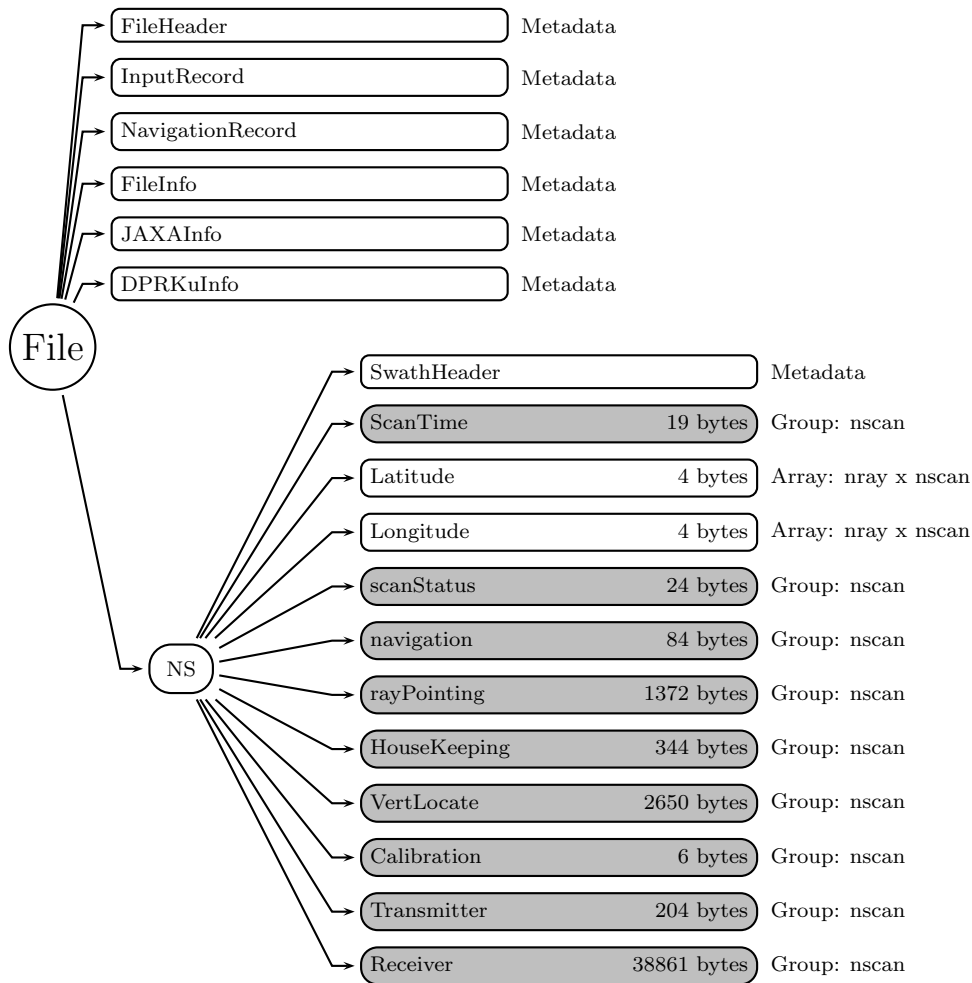 FileHeader Metadata
InputRecord Metadata
NavigationRecord Metadata
FileInfo Metadata
JAXAInfo Metadata
DPRKuInfo Metadata
File
SwathHeader Metadata
ScanTime 19 bytes Group: nscan
Latitude 4 bytes Array: nray x nscan
Longitude 4 bytes Array: nray x nscan
scanStatus 24 bytes Group: nscan
navigation 84 bytes Group: nscan
NS
rayPointing 1372 bytes Group: nscan
HouseKeeping 344 bytes Group: nscan
VertLocate 2650 bytes Group: nscan
Calibration 6 bytes Group: nscan
Transmitter 204 bytes Group: nscan
Receiver 38861 bytes Group: nscan